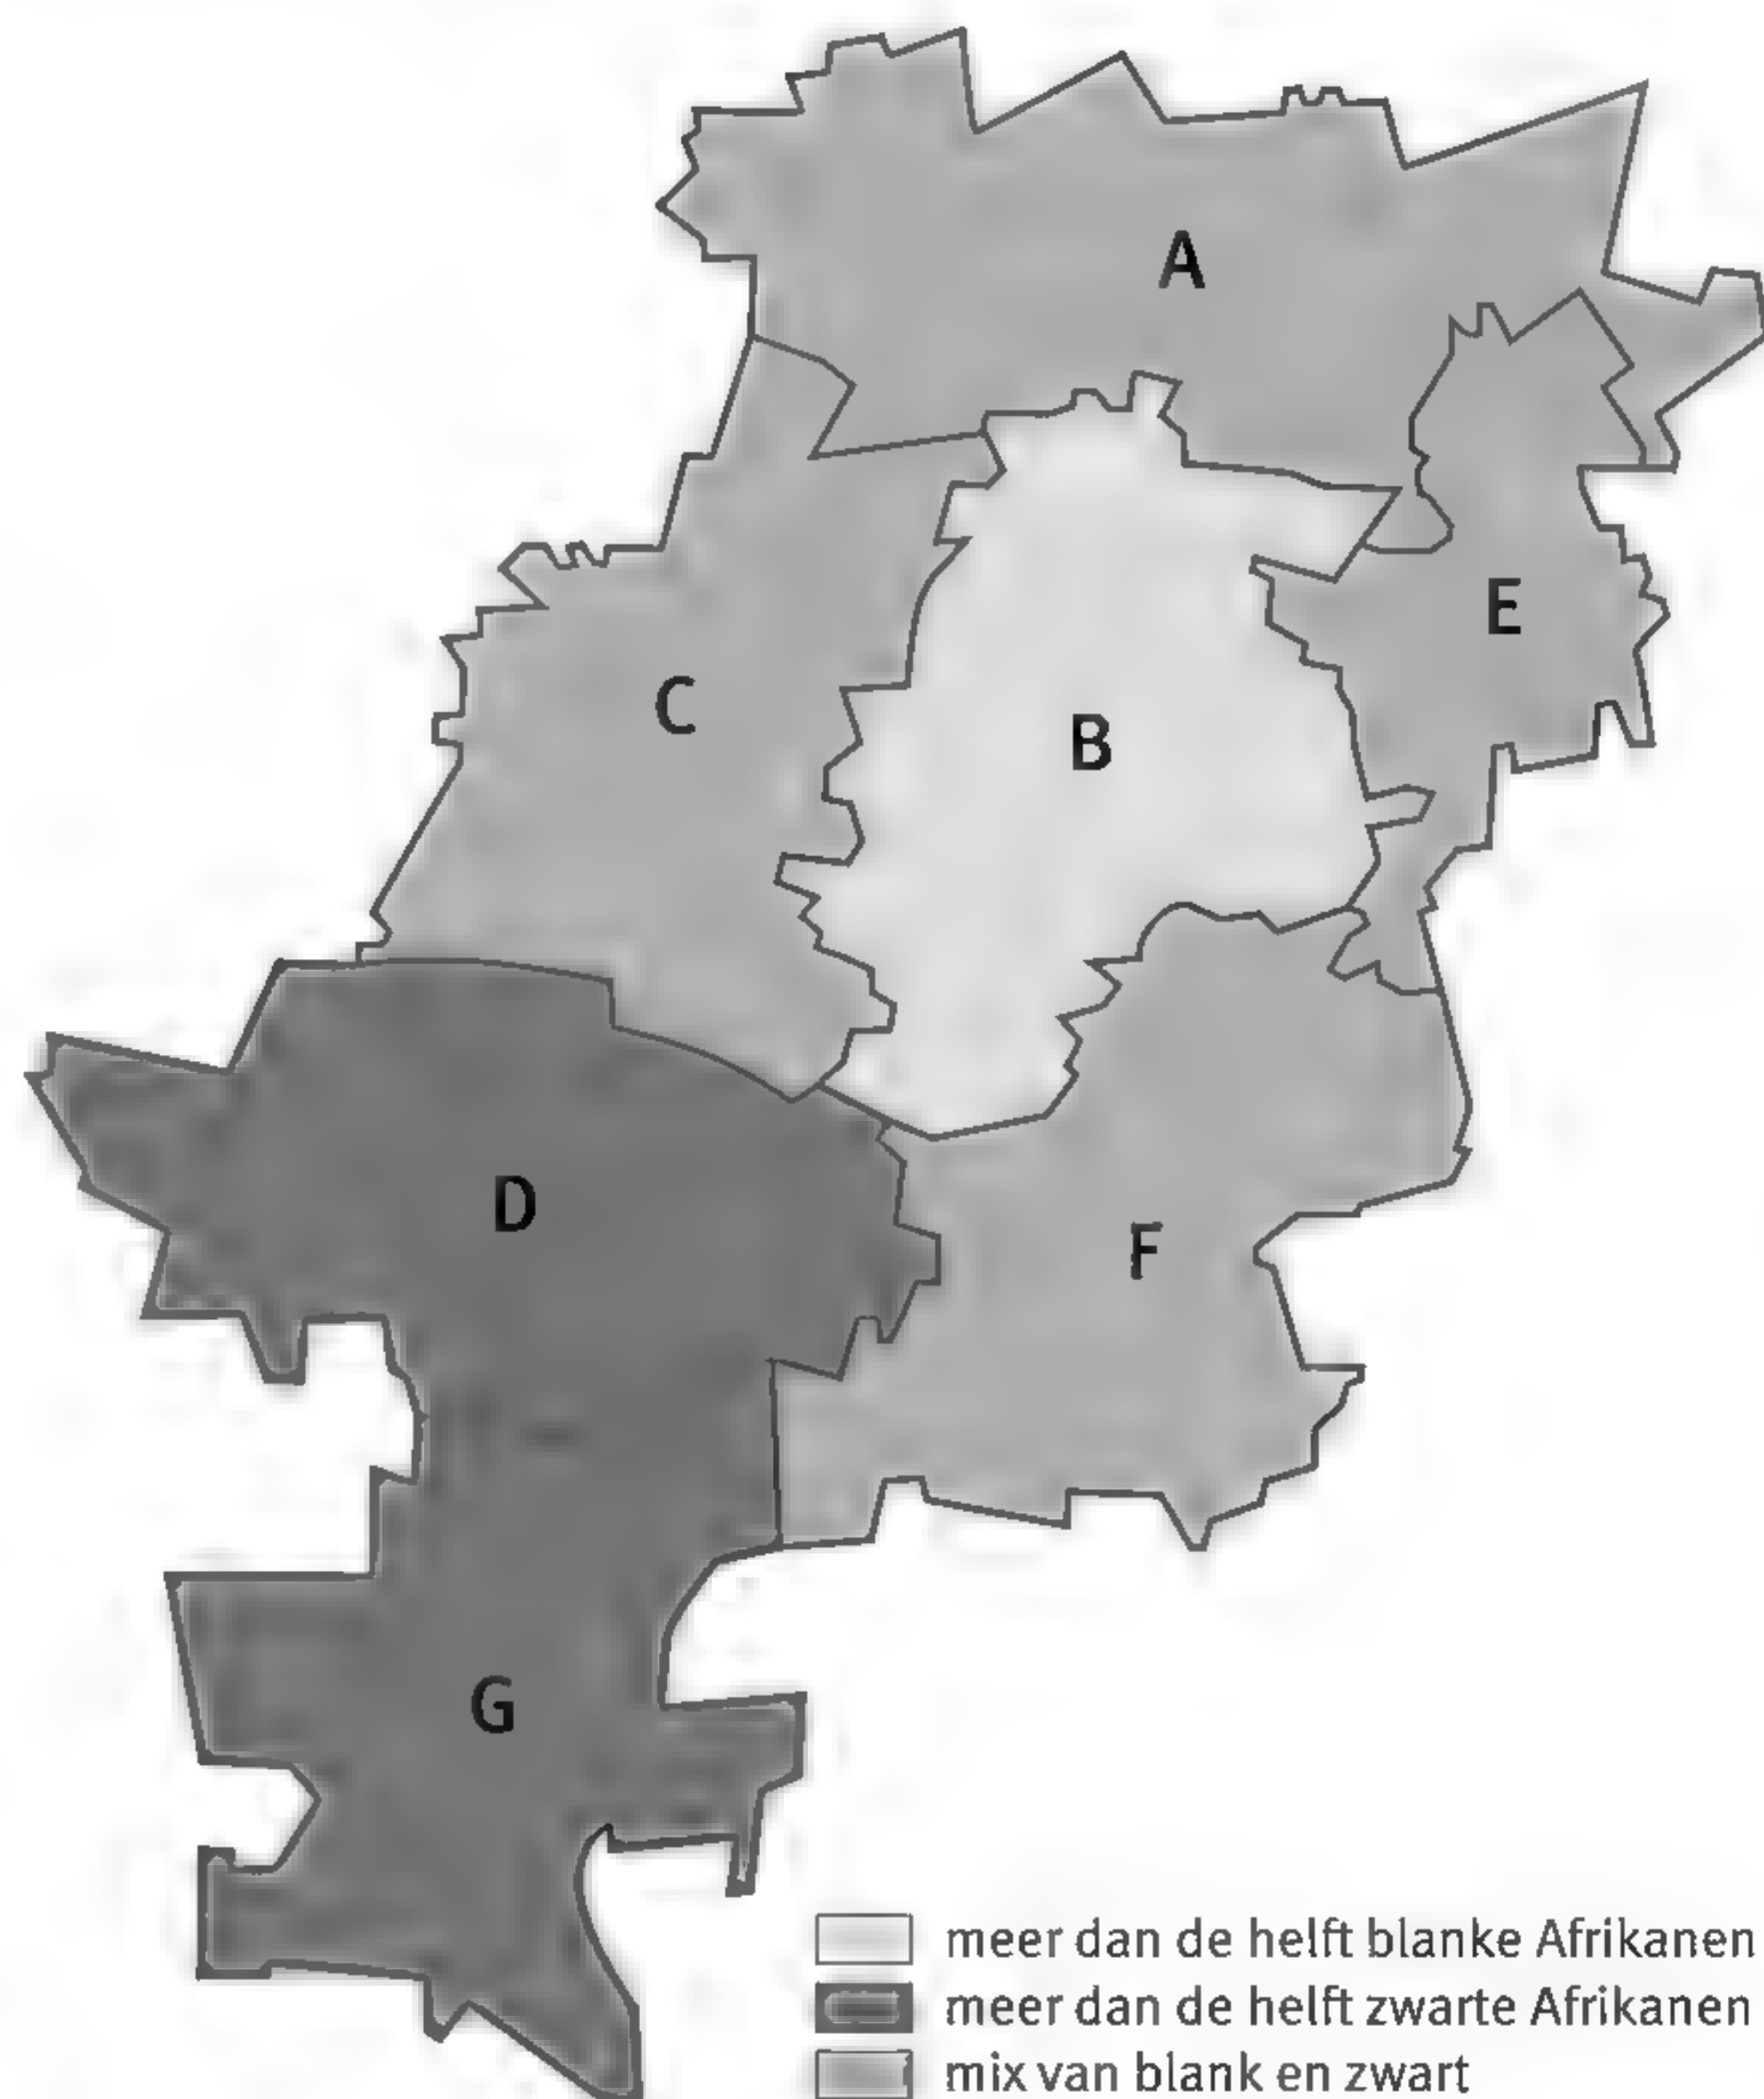 A
E
C
B
D
F
G
meer dan de helft blanke Afrikanen
meer dan de helft zwarte Afrikanen
mix van blank en zwart